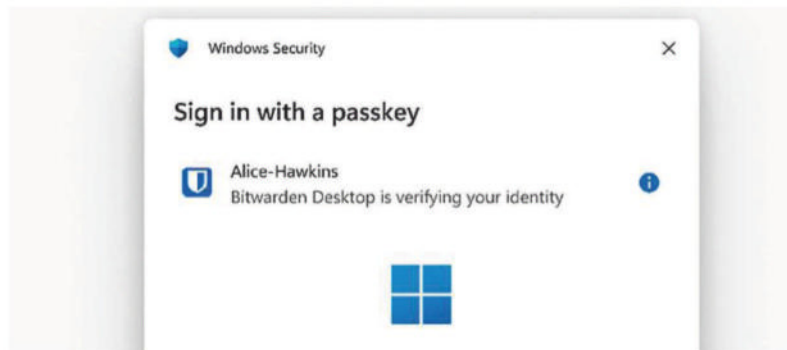 Windows Security
Sign in with a passkey
Alice-Hawkins
Bitwarden Desktop is verifying your identity